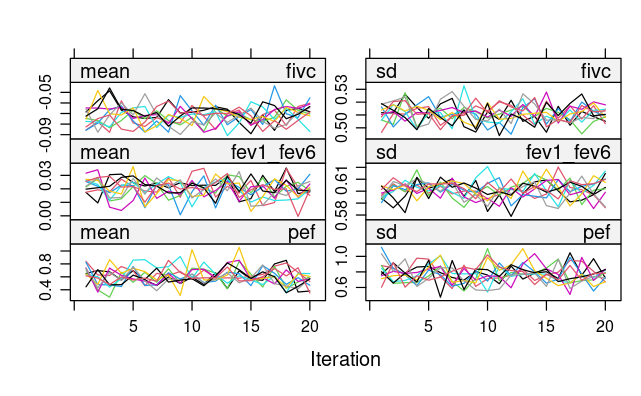 mean fivc sd fivc
-0.05
-0.09
0.53
0.50
mean fev1_fev6 sd fev1_fev6
0.03
0.00
0.61
0.58
mean pef sd pef
0.8
0.4
1.0
0.6
5 10 15 20 5 10 15 20
Iteration